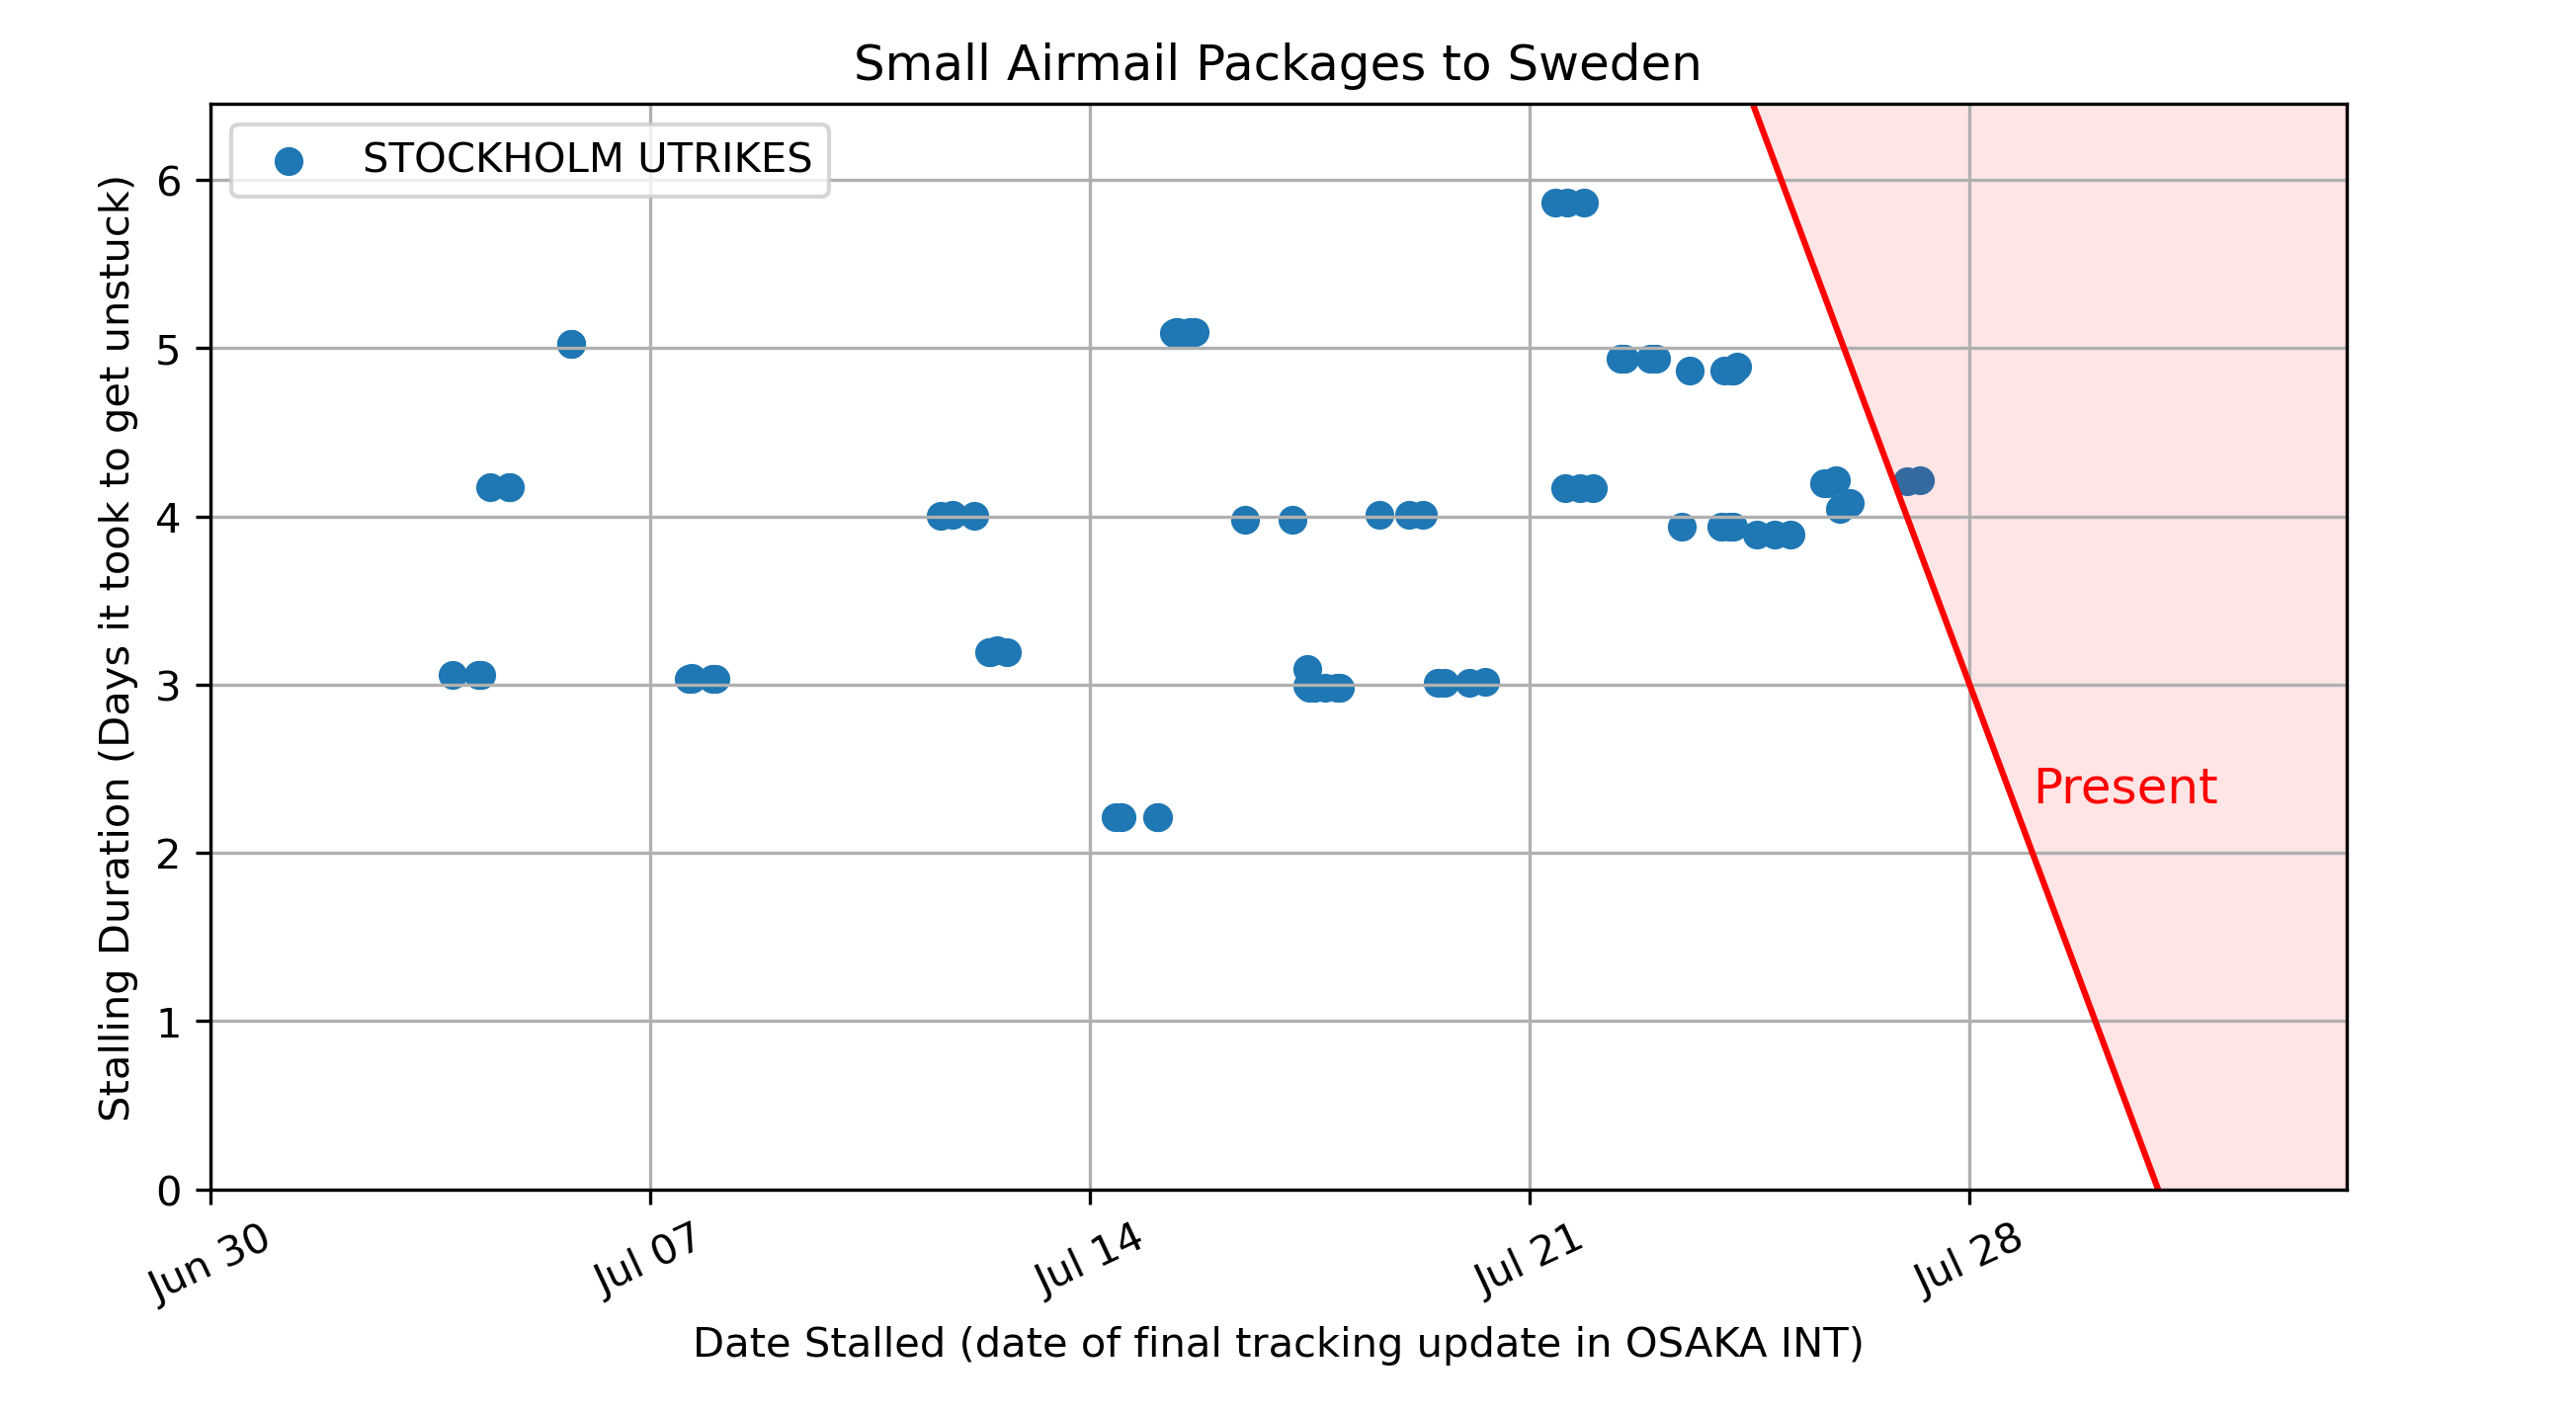 Small Airmail Packages to Sweden
STOCKHOLM UTRIKES
Stalling Duration (Days it took to get unstuck)
6
5
4
3
2
1
0
Present
Jun 30
Jul 07
Jul 14
Jul 21
Jul 28
Date Stalled (date of final tracking update in OSAKA INT)